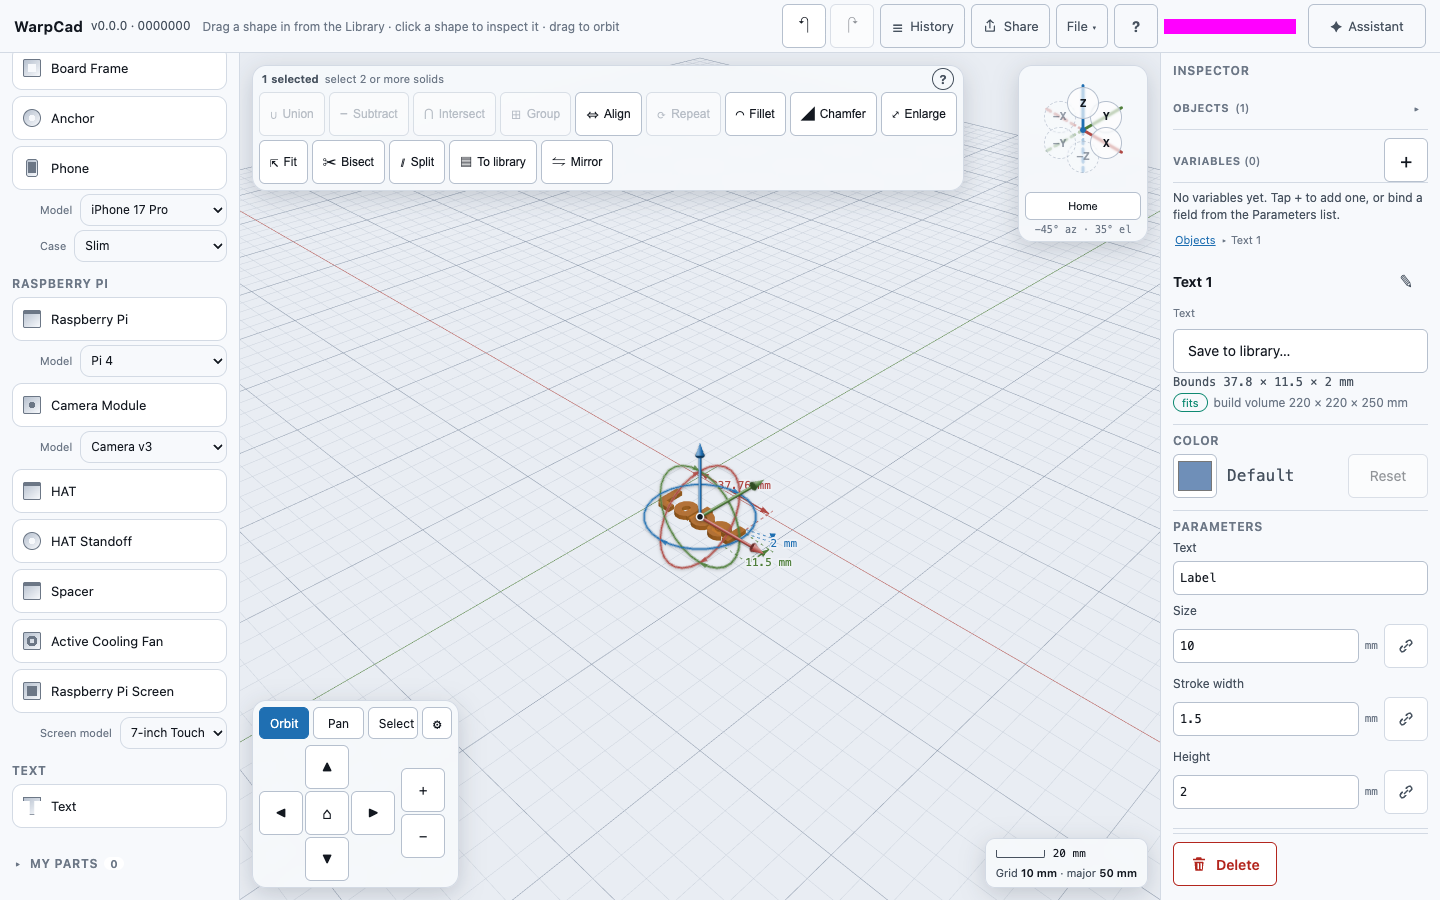 WarpCad v0.0.0 · 0000000 Drag a shape in from the Library · click a shape to inspect it · drag to orbit
History
Share
File
?
Assistant
Board Frame
Anchor
Phone
Model iPhone 17 Pro
Case Slim
RASPBERRY PI
Raspberry Pi
Model Pi 4
Camera Module
Model Camera v3
HAT
HAT Standoff
Spacer
Active Cooling Fan
Raspberry Pi Screen
Screen model 7-inch Touch
TEXT
Text
MY PARTS 0
1 selected select 2 or more solids ?
Union Subtract Intersect Group Align Repeat Fillet Chamfer Enlarge
Fit Bisect Split To library Mirror
Z
-X Y
-Y X
-Z
Home
-45° az · 35° el
37.76 mm
2 mm
11.5 mm
Orbit Pan Select
+
−
20 mm
Grid 10 mm · major 50 mm
INSPECTOR
OBJECTS (1)
VARIABLES (0) +
No variables yet. Tap + to add one, or bind a
field from the Parameters list.
Objects ▸ Text 1
Text 1
Text
Save to library...
Bounds 37.8 × 11.5 × 2 mm
fits build volume 220 × 220 × 250 mm
COLOR
Default Reset
PARAMETERS
Text
Label
Size
10 mm
Stroke width
1.5 mm
Height
2 mm
Delete